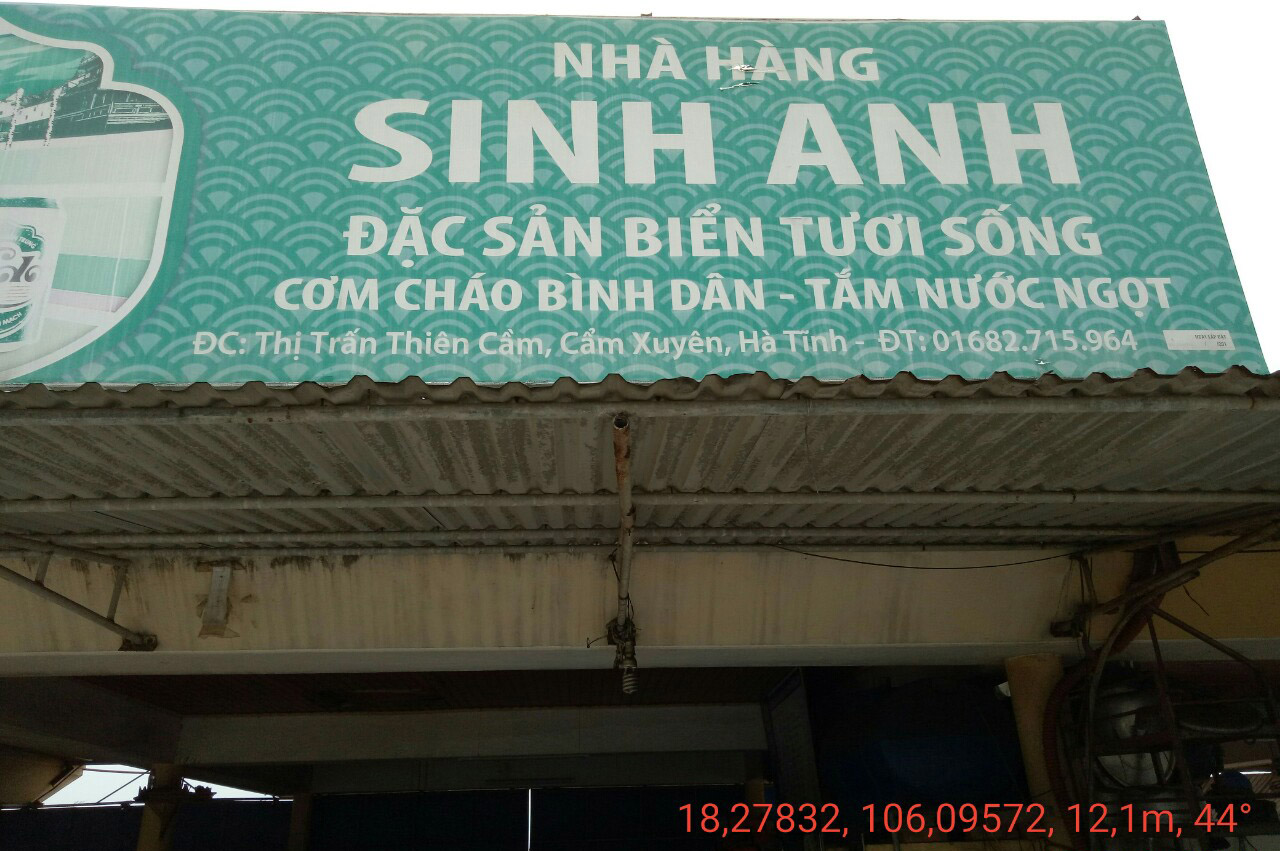 NHÀ HÀNG
SINH ANH
ĐẶC SẢN BIỂN TƯƠI SỐNG
CƠM CHÁO BÌNH DÂN - TẮM NƯỚC NGỌT
ĐC: Thị Trấn Thiên Cầm, Cẩm Xuyên, Hà Tĩnh - ĐT: 01682.715.964
18,27832, 106,09572, 12,1m, 44°